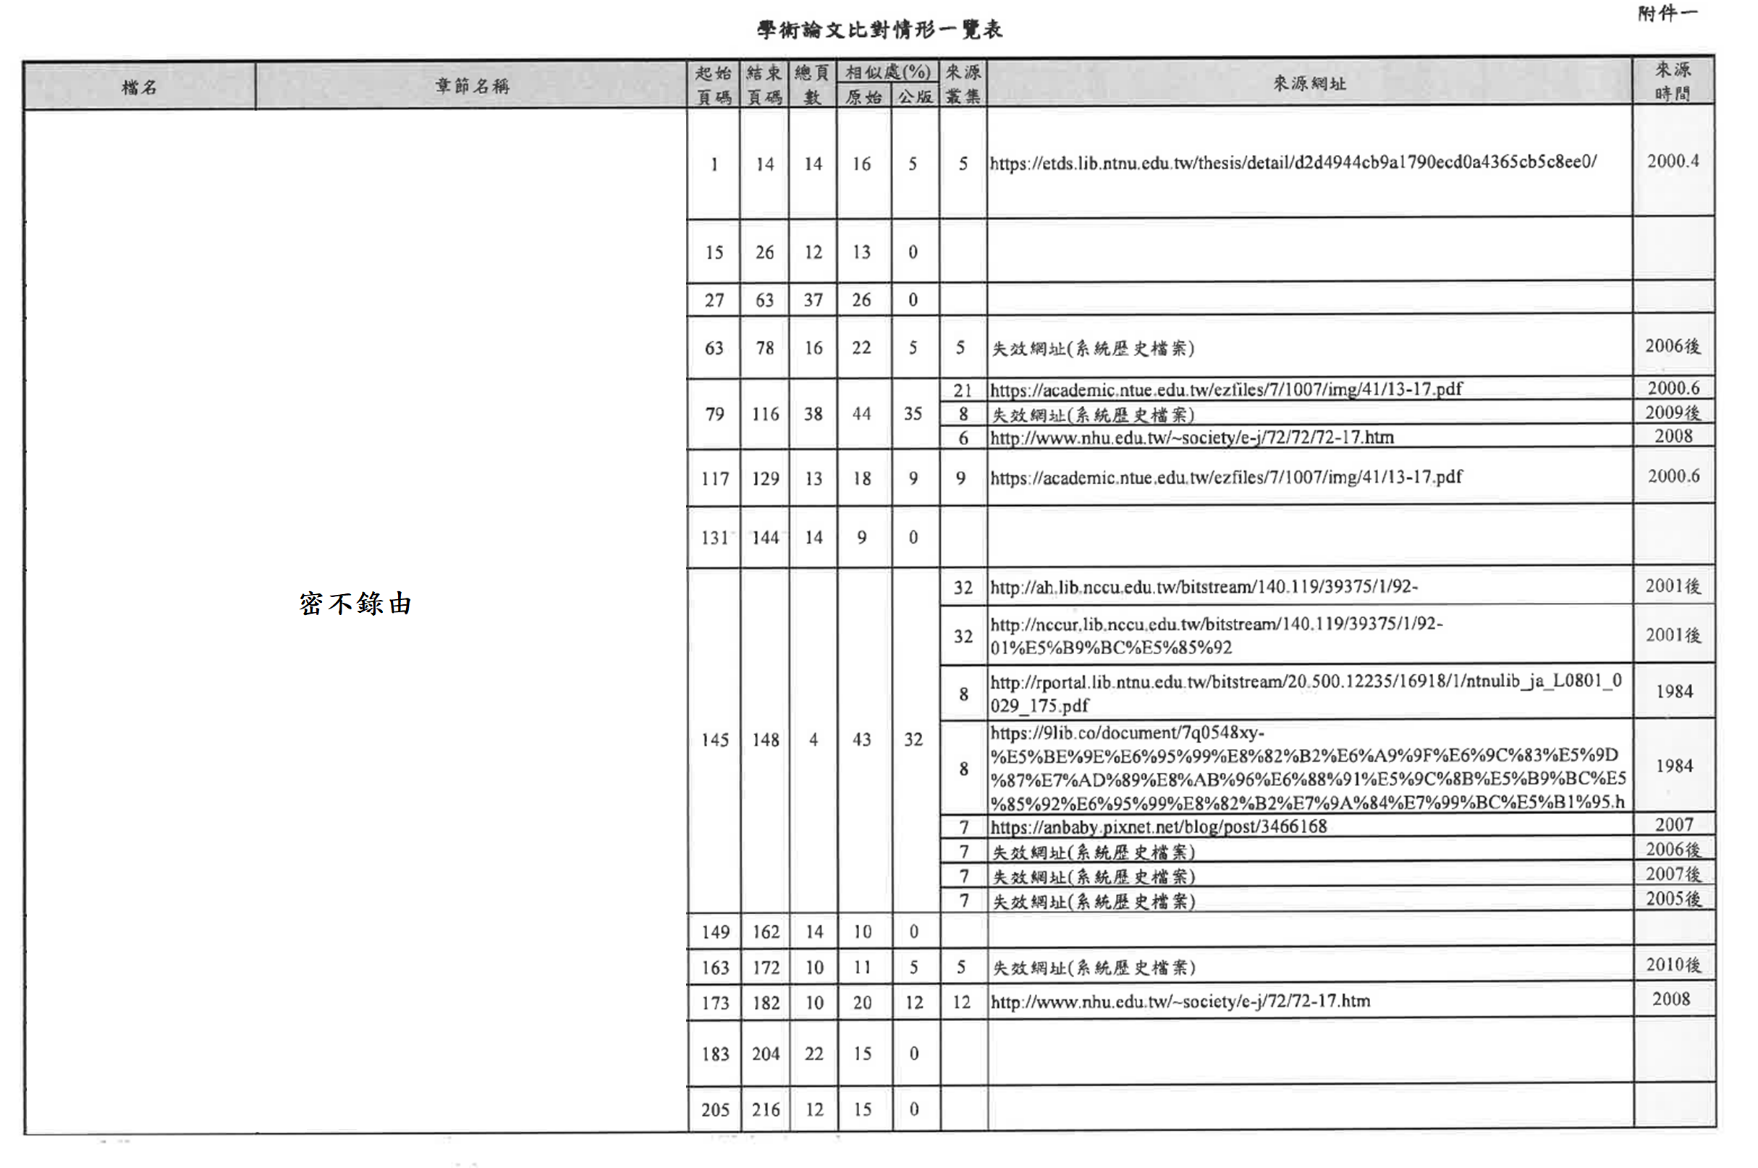 附件一
學術論文比對情形一覽表
檔名 章節名稱 起始頁碼 結束頁碼 總頁數 相似處(%) 原始 公版 來源叢集 來源網址 來源時間
密不錄由
1 14 14 16 5 5 https://etds.lib.ntnu.edu.tw/thesis/detail/d2d4944cb9a1790ecd0a4365cb5c8ee0/ 2000.4
15 26 12 13 0
27 63 37 26 0
63 78 16 22 5 5 失效網址(系統歷史檔案) 2006後
79 116 38 44 35
21 https://academic.ntue.edu.tw/ezfiles/7/1007/img/41/13-17.pdf 2000.6
8 失效網址(系統歷史檔案) 2009後
6 http://www.nhu.edu.tw/~society/e-j/72/72/72-17.htm 2008
117 129 13 18 9 9 https://academic.ntue.edu.tw/ezfiles/7/1007/img/41/13-17.pdf 2000.6
131 144 14 9 0
145 148 4 43 32
32 http://ah.lib.nccu.edu.tw/bitstream/140.119/39375/1/92- 2001後
32 http://nccur.lib.nccu.edu.tw/bitstream/140.119/39375/1/92-
01%E5%B9%BC%E5%85%92 2001後
8 http://rportal.lib.ntnu.edu.tw/bitstream/20.500.12235/16918/1/ntnulib_ja_L0801_0
029_175.pdf 1984
8 https://9lib.co/document/7q0548xy-
%E5%BE%9E%E6%95%99%E8%82%B2%E6%A9%9F%E6%9C%83%E5%9D
%87%E7%AD%89%E8%AB%96%E6%88%91%E5%9C%8B%E5%B9%BC%E5
%85%92%E6%95%99%E8%82%B2%E7%9A%84%E7%99%BC%E5%B1%95.h 1984
7 https://anbaby.pixnet.net/blog/post/3466168 2007
7 失效網址(系統歷史檔案) 2006後
7 失效網址(系統歷史檔案) 2007後
7 失效網址(系統歷史檔案) 2005後
149 162 14 10 0
163 172 10 11 5 5 失效網址(系統歷史檔案) 2010後
173 182 10 20 12 12 http://www.nhu.edu.tw/~society/e-j/72/72-17.htm 2008
183 204 22 15 0
205 216 12 15 0